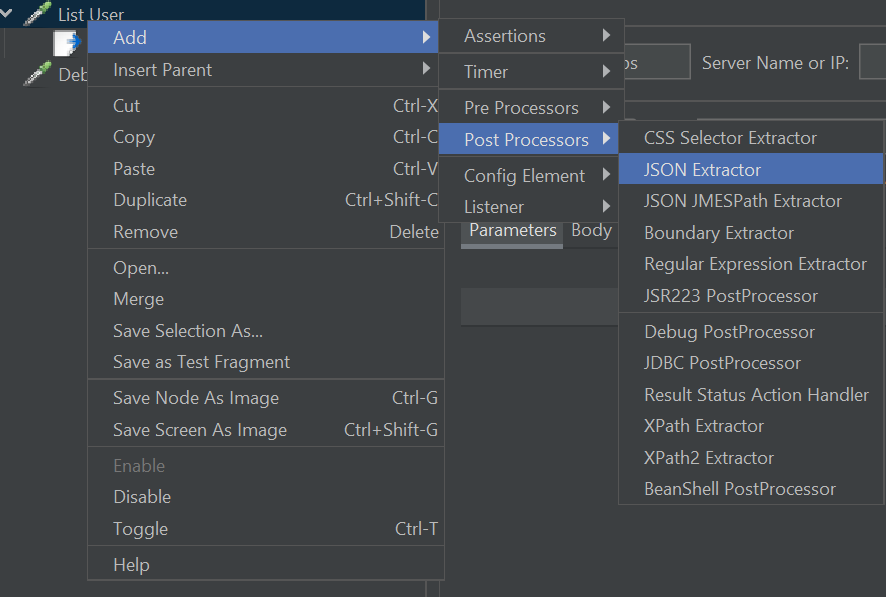 List User
Deb
Add
Insert Parent
Cut Ctrl-X
Copy Ctrl-C
Paste Ctrl-V
Duplicate Ctrl+Shift-C
Remove Delete
Open...
Merge
Save Selection As...
Save as Test Fragment
Save Node As Image Ctrl-G
Save Screen As Image Ctrl+Shift-G
Enable
Disable
Toggle Ctrl-T
Help
Assertions
Timer
Pre Processors
Post Processors
Config Element
Listener
Server Name or IP:
Parameters Body
CSS Selector Extractor
JSON Extractor
JSON JMESPath Extractor
Boundary Extractor
Regular Expression Extractor
JSR223 PostProcessor
Debug PostProcessor
JDBC PostProcessor
Result Status Action Handler
XPath Extractor
XPath2 Extractor
BeanShell PostProcessor